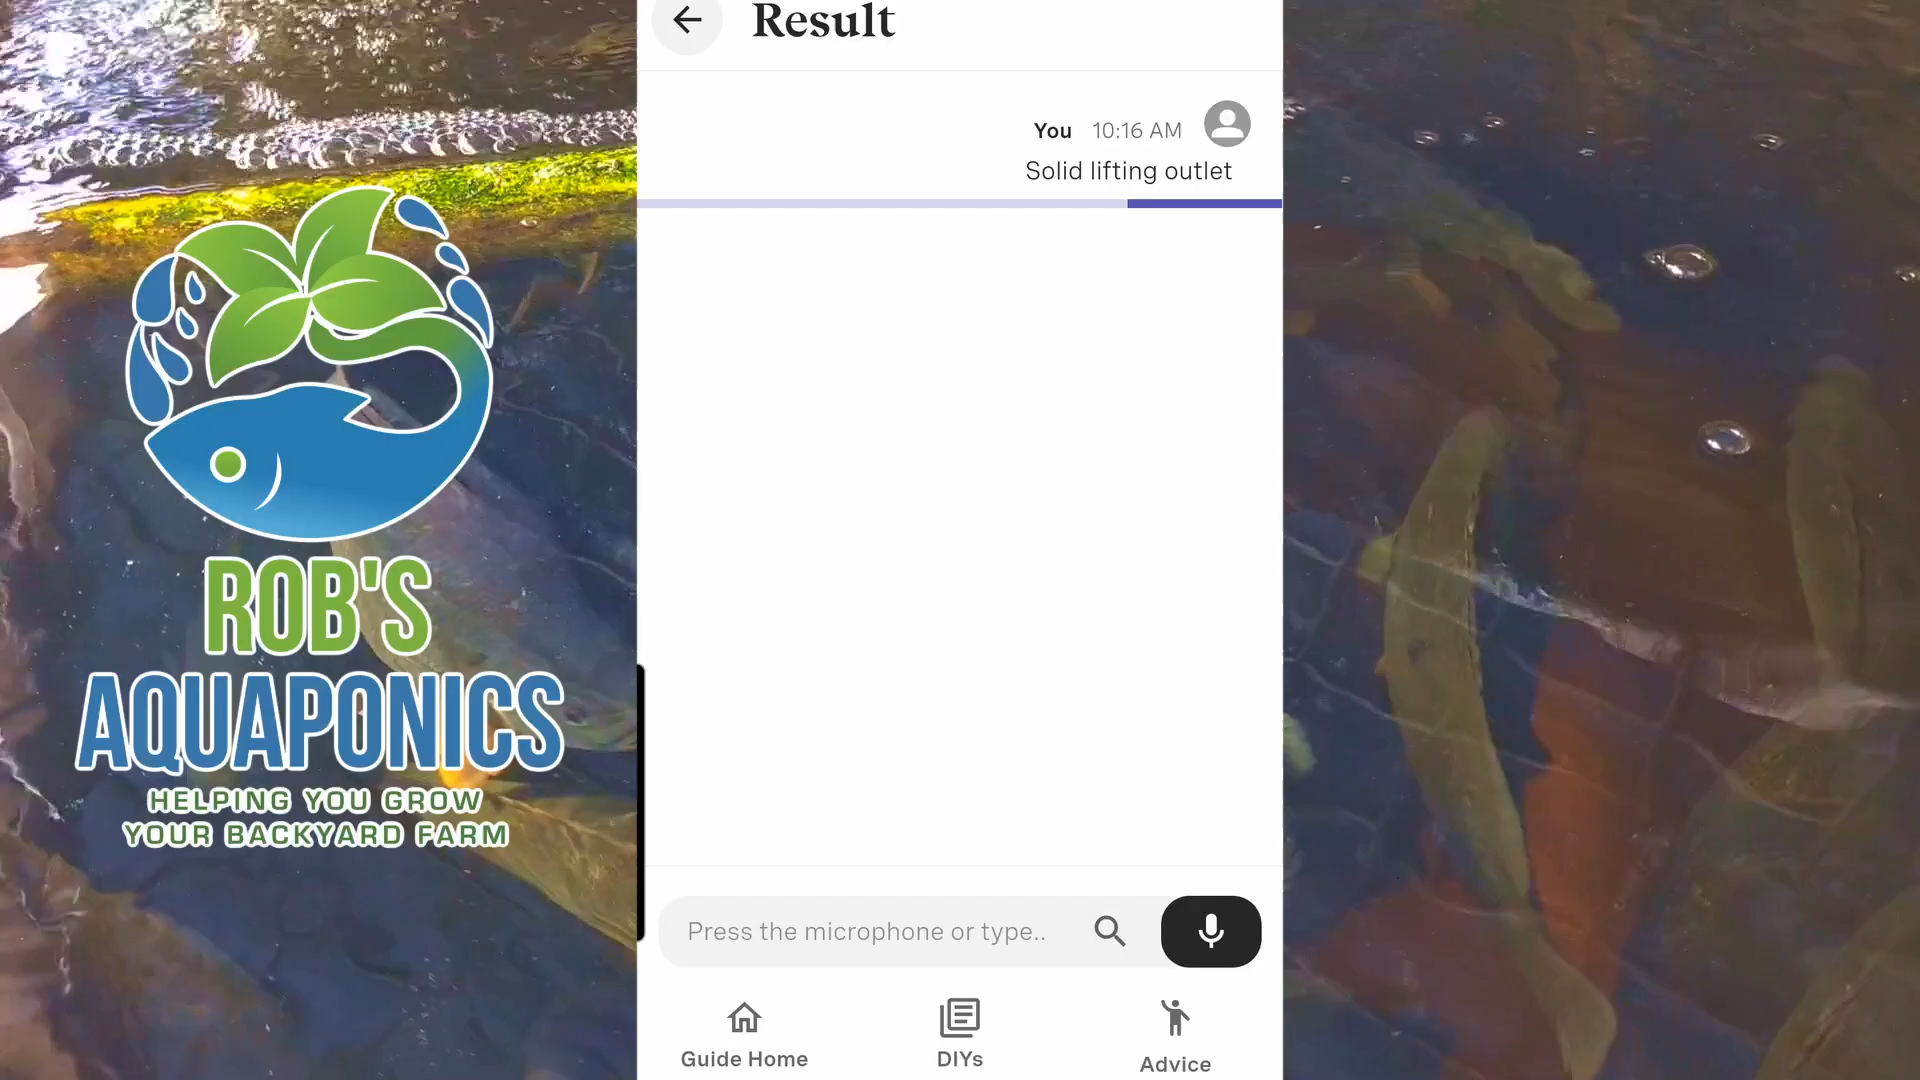 Result
You 10:16 AM
Solid lifting outlet
ROB'S
AQUAPONICS
HELPING YOU GROW
YOUR BACKYARD FARM
Press the microphone or type..
Guide Home
DIYs
Advice